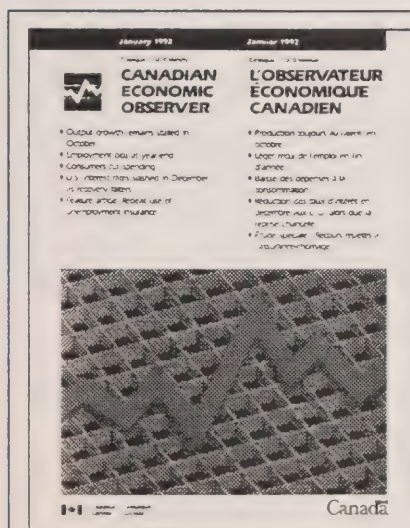 January 1992
Janvier 1992
CANADIAN
ECONOMIC
OBSERVER
L'OBSERVATEUR
ÉCONOMIQUE
CANADIEN
Output growth remains stalled in
October
Employment dips at year-end
Consumers cut spending
U.S. interest rates slashed in December
as recovery falters
Feature article: Repeat use of
unemployment insurance
Production toujours au ralenti en
octobre
Léger recul de l'emploi en fin
d'année
Baisse des dépenses à la
consommation
Réduction des taux d'intérêt en
décembre aux É.-U. alors que la
reprise chancelle
Étude spéciale: Recours répétés à
l'assurance-chômage
Canada